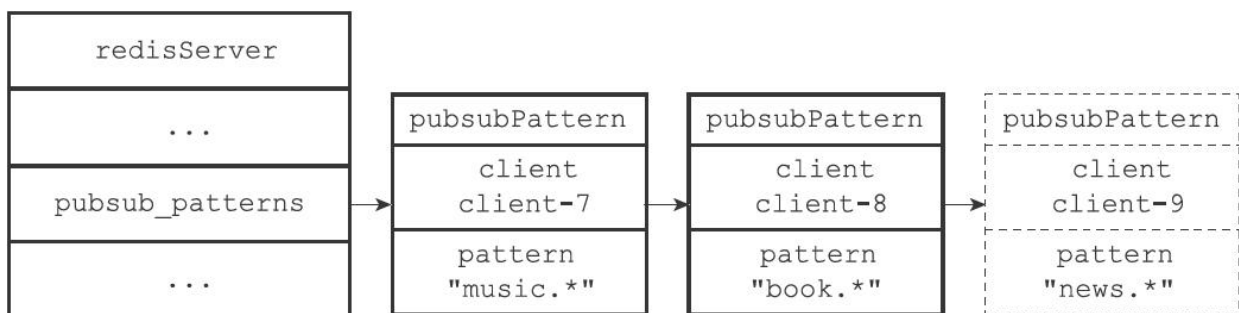 redisServer
...
pubsub_patterns
...
pubsubPattern
client
client-7
pattern
"music.*"
pubsubPattern
client
client-8
pattern
"book.*"
pubsubPattern
client
client-9
pattern
"news.*"